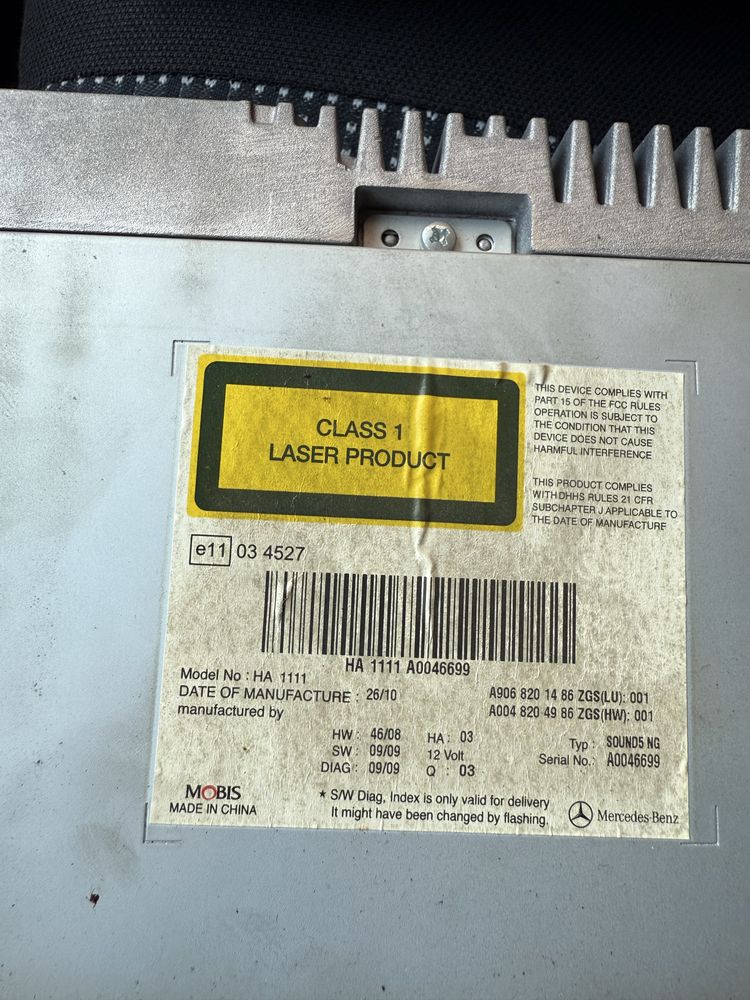 CLASS 1
LASER PRODUCT
THIS DEVICE COMPLIES WITH
PART 15 OF THE FCC RULES
OPERATION IS SUBJECT TO
THE CONDITION THAT THIS
DEVICE DOES NOT CAUSE
HARMFUL INTERFERENCE
THIS PRODUCT COMPLIES
WITH DHHS RULES 21 CFR
SUBCHAPTER J APPLICABLE TO
THE DATE OF MANUFACTURE
e11 03 4527
HA 1111 A0046699
Model No : HA 1111
DATE OF MANUFACTURE : 26/10
manufactured by
A906 820 14 86 ZGS(LU): 001
A004 820 49 86 ZGS(HW): 001
HW : 46/08 HA : 03
SW : 09/09 12 Volt
DIAG : 09/09 Q : 03
Typ : SOUND5 NG
Serial No.: A0046699
MOBIS
MADE IN CHINA
* S/W Diag, Index is only valid for delivery
It might have been changed by flashing.
Mercedes-Benz